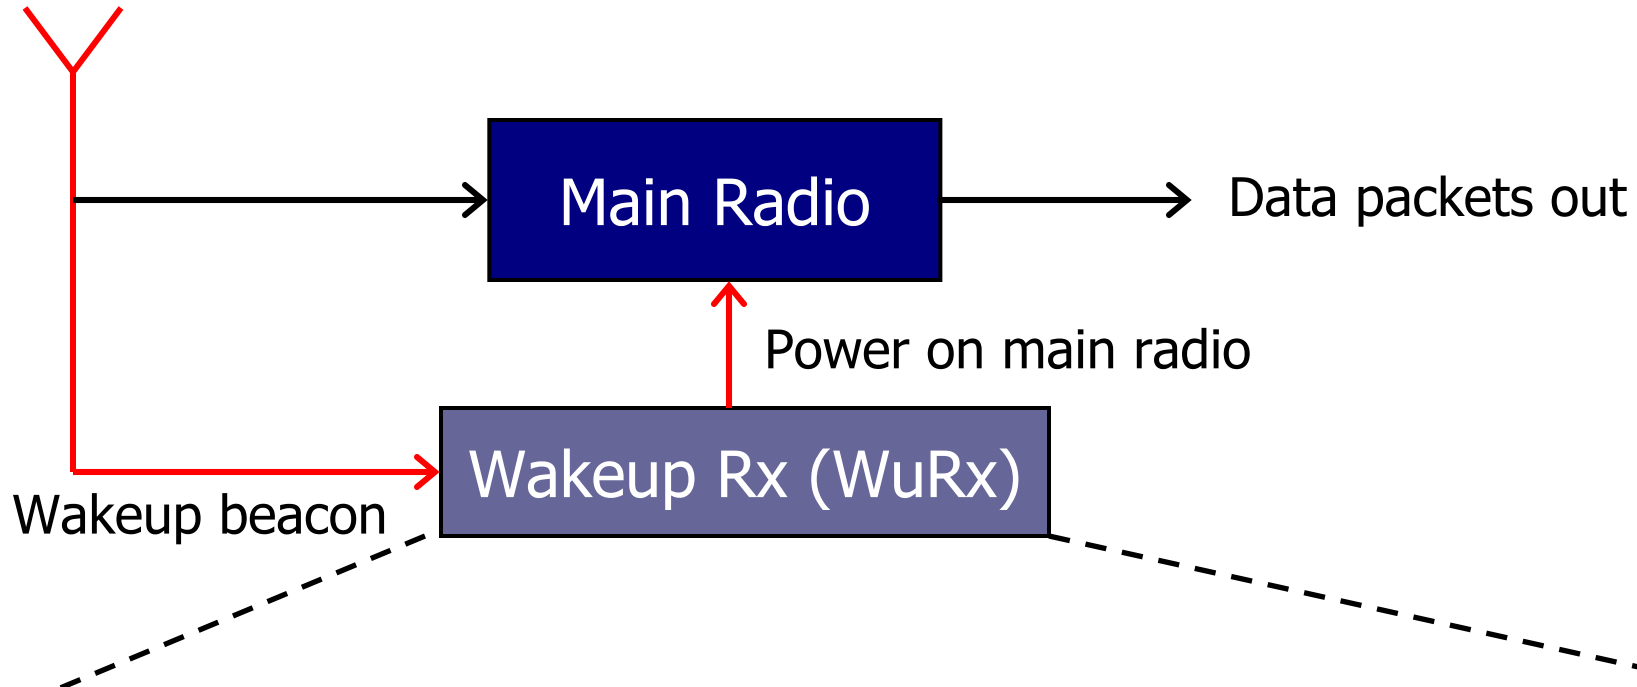 Main Radio
Data packets out
Power on main radio
Wakeup Rx (WuRx)
Wakeup beacon